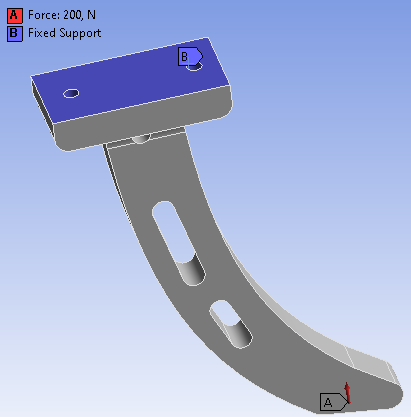 A Force: 200, N
B Fixed Support
B
A